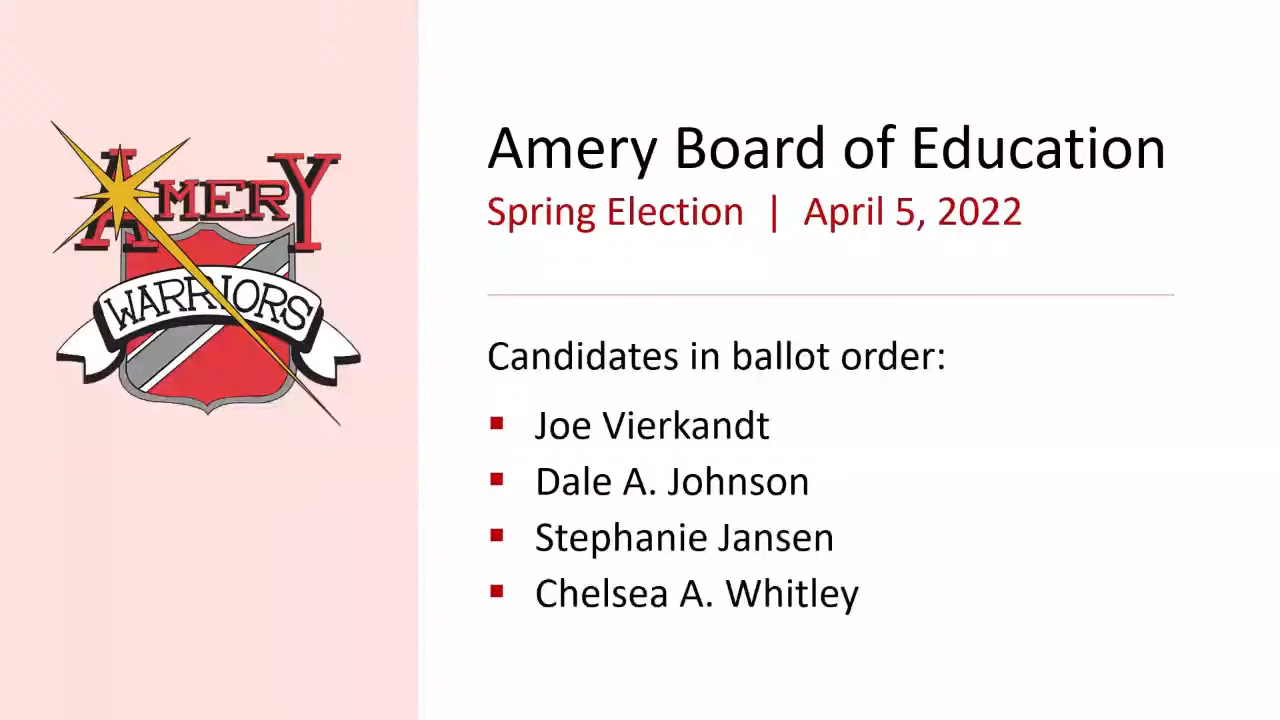 AMERY
WARRIORS
Amery Board of Education
Spring Election | April 5, 2022
Candidates in ballot order:
▪ Joe Vierkandt
▪ Dale A. Johnson
▪ Stephanie Jansen
▪ Chelsea A. Whitley